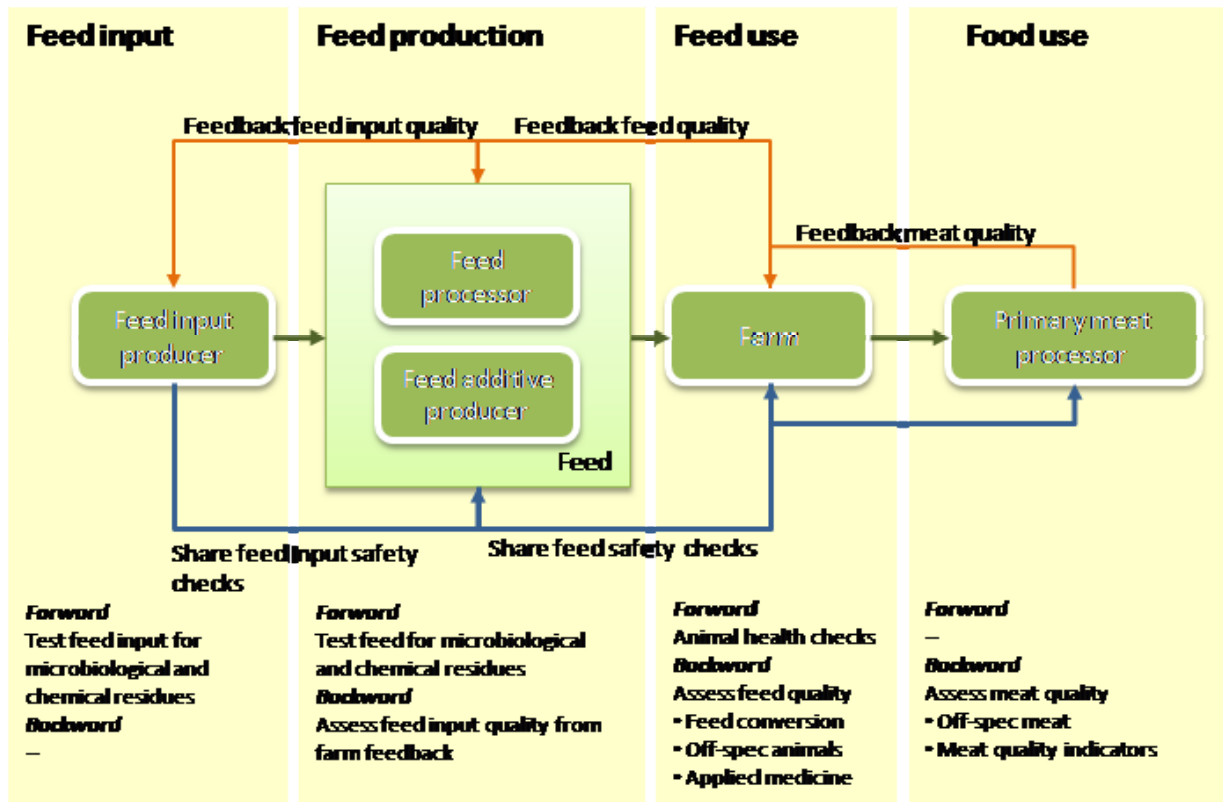 Feed input
Feed production
Feed use
Food use
Feedback feed input quality
Feedback feed quality
Feedback meat quality
Feed input
producer
Feed
processor
Feed additive
producer
Feed
Farm
Primary meat
processor
Share feed input safety
checks
Share feed safety checks
Forword
Test feed input for
microbiological and
chemical residues
Backword
–
Forword
Test feed for microbiological
and chemical residues
Backword
Assess feed input quality from
farm feedback
Forword
Animal health checks
Backword
Assess feed quality
• Feed conversion
• Off-spec animals
• Applied medicine
Forword
–
Backword
Assess meat quality
• Off-spec meat
• Meat quality indicators